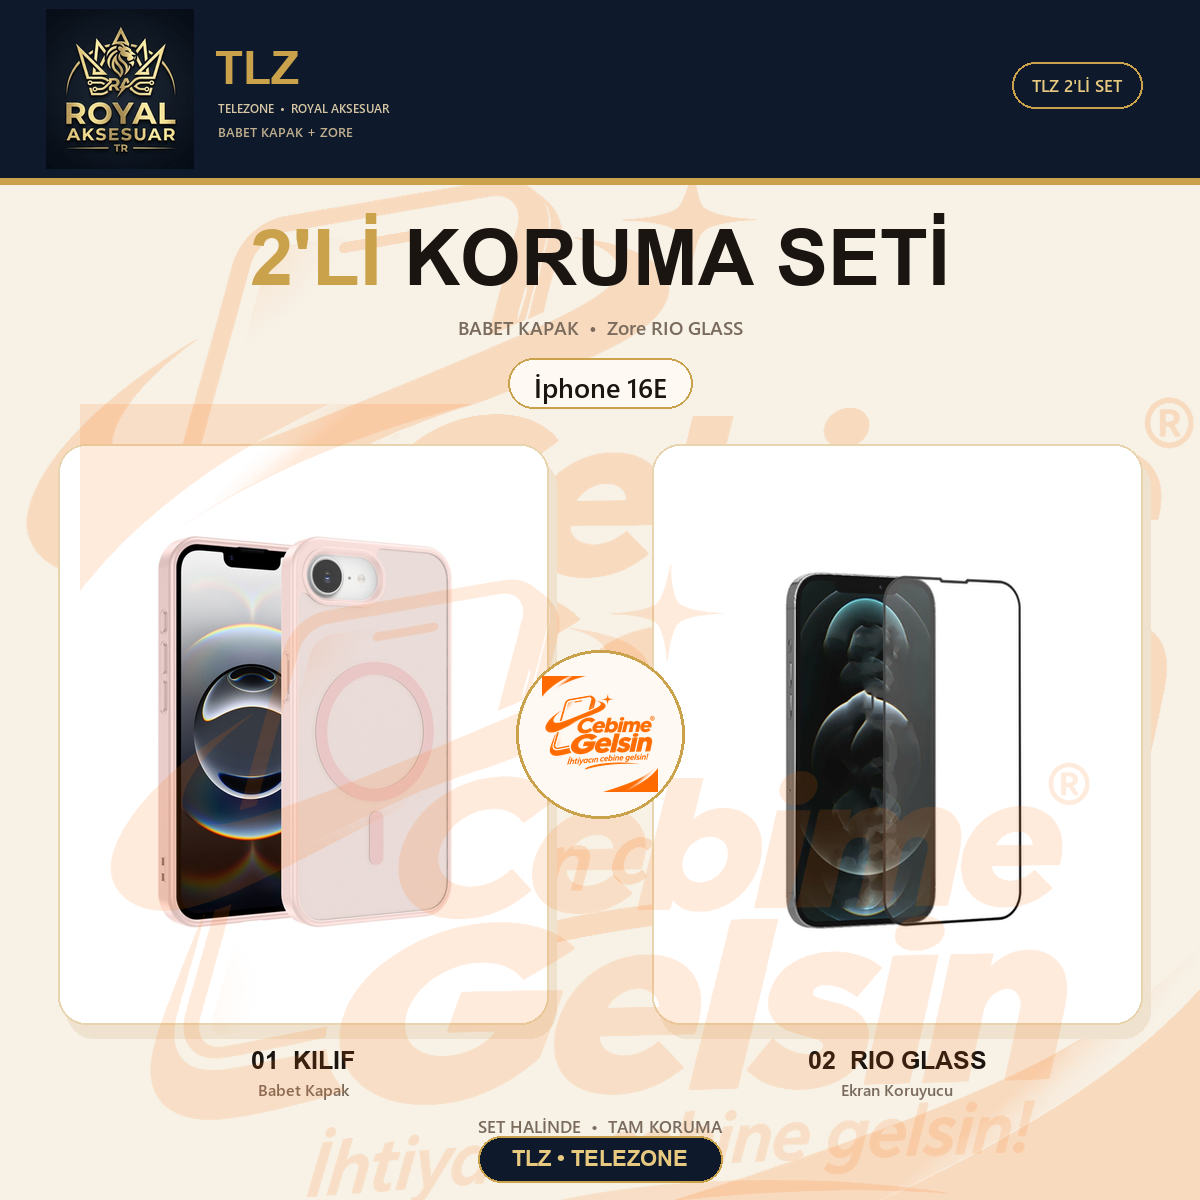 ROYAL
AKSESUAR
TR
TLZ
TELEZONE • ROYAL AKSESUAR
BABET KAPAK + ZORE
TLZ 2'Lİ SET
2'Lİ KORUMA SETİ
BABET KAPAK • Zore RIO GLASS
İphone 16E
Cebime
Gelsin
İhtiyacın cebine gelsin!
Cebime®
Gelsin
01 KILIF
Babet Kapak
02 RIO GLASS
Ekran Koruyucu
SET HALİNDE • TAM KORUMA
TLZ • TELEZONE